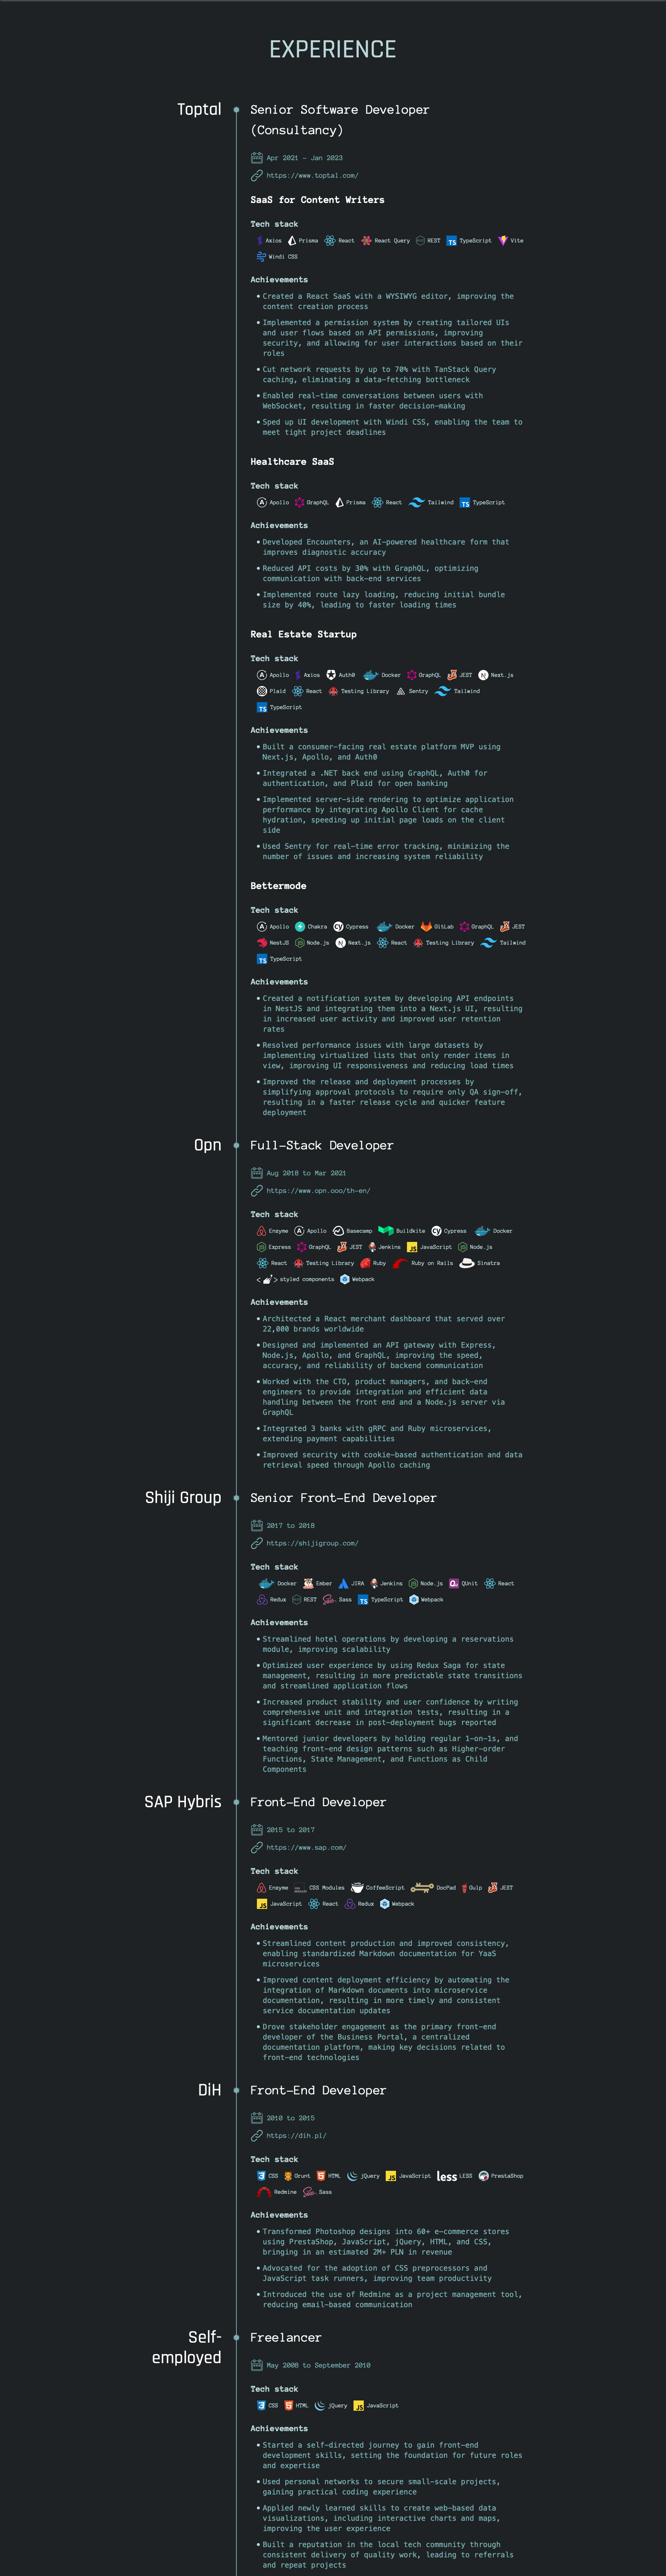 EXPERIENCE
Toptal
Senior Software Developer
(Consultancy)
Apr 2021 - Jan 2023
https://www.toptal.com/
SaaS for Content Writers
Tech stack
Axios Prisma React React Query REST TypeScript Vite
Windi CSS
Achievements
• Created a React SaaS with a WYSIWYG editor, improving the
content creation process
• Implemented a permission system by creating tailored UIs
and user flows based on API permissions, improving
security, and allowing for user interactions based on their
roles
• Cut network requests by up to 70% with TanStack Query
caching, eliminating a data-fetching bottleneck
• Enabled real-time conversations between users with
WebSocket, resulting in faster decision-making
• Sped up UI development with Windi CSS, enabling the team to
meet tight project deadlines
Healthcare SaaS
Tech stack
Apollo GraphQL Prisma React Tailwind TypeScript
Achievements
• Developed Encounters, an AI-powered healthcare form that
improves diagnostic accuracy
• Reduced API costs by 30% with GraphQL, optimizing
communication with back-end services
• Implemented route lazy loading, reducing initial bundle
size by 40%, leading to faster loading times
Real Estate Startup
Tech stack
Apollo Axios Auth0 Docker GraphQL JEST Next.js
Plaid React Testing Library Sentry Tailwind
TypeScript
Achievements
• Built a consumer-facing real estate platform MVP using
Next.js, Apollo, and Auth0
• Integrated a .NET back end using GraphQL, Auth0 for
authentication, and Plaid for open banking
• Implemented server-side rendering to optimize application
performance by integrating Apollo Client for cache
hydration, speeding up initial page loads on the client
side
• Used Sentry for real-time error tracking, minimizing the
number of issues and increasing system reliability
Bettermode
Tech stack
Apollo Chakra Cypress Docker GitLab GraphQL JEST
NestJS Node.js Next.js React Testing Library Tailwind
TypeScript
Achievements
• Created a notification system by developing API endpoints
in NestJS and integrating them into a Next.js UI, resulting
in increased user activity and improved user retention
rates
• Resolved performance issues with large datasets by
implementing virtualized lists that only render items in
view, improving UI responsiveness and reducing load times
• Improved the release and deployment processes by
simplifying approval protocols to require only QA sign-off,
resulting in a faster release cycle and quicker feature
deployment
Opn
Full-Stack Developer
Aug 2018 to Mar 2021
https://www.opn.ooo/th-en/
Tech stack
Enzyme Apollo Basecamp Buildkite Cypress Docker
Express GraphQL JEST Jenkins JavaScript Node.js
React Testing Library Ruby Ruby on Rails Sinatra
styled components Webpack
Achievements
• Architected a React merchant dashboard that served over
22,000 brands worldwide
• Designed and implemented an API gateway with Express,
Node.js, Apollo, and GraphQL, improving the speed,
accuracy, and reliability of backend communication
• Worked with the CTO, product managers, and back-end
engineers to provide integration and efficient data
handling between the front end and a Node.js server via
GraphQL
• Integrated 3 banks with gRPC and Ruby microservices,
extending payment capabilities
• Improved security with cookie-based authentication and data
retrieval speed through Apollo caching
Shiji Group
Senior Front-End Developer
2017 to 2018
https://shijigroup.com/
Tech stack
Docker Ember JIRA Jenkins Node.js QUnit React
Redux REST Sass TypeScript Webpack
Achievements
• Streamlined hotel operations by developing a reservations
module, improving scalability
• Optimized user experience by using Redux Saga for state
management, resulting in more predictable state transitions
and streamlined application flows
• Increased product stability and user confidence by writing
comprehensive unit and integration tests, resulting in a
significant decrease in post-deployment bugs reported
• Mentored junior developers by holding regular 1-on-1s, and
teaching front-end design patterns such as Higher-order
Functions, State Management, and Functions as Child
Components
SAP Hybris
Front-End Developer
2015 to 2017
https://www.sap.com/
Tech stack
Enzyme CSS Modules CoffeeScript DocPad Gulp JEST
JavaScript React Redux Webpack
Achievements
• Streamlined content production and improved consistency,
enabling standardized Markdown documentation for YaaS
microservices
• Improved content deployment efficiency by automating the
integration of Markdown documents into microservice
documentation, resulting in more timely and consistent
service documentation updates
• Drove stakeholder engagement as the primary front-end
developer of the Business Portal, a centralized
documentation platform, making key decisions related to
front-end technologies
DiH
Front-End Developer
2010 to 2015
https://dih.pl/
Tech stack
CSS Grunt HTML jQuery JavaScript less LESS PrestaShop
Redmine Sass
Achievements
• Transformed Photoshop designs into 60+ e-commerce stores
using PrestaShop, JavaScript, jQuery, HTML, and CSS,
bringing in an estimated 2M+ PLN in revenue
• Advocated for the adoption of CSS preprocessors and
JavaScript task runners, improving team productivity
• Introduced the use of Redmine as a project management tool,
reducing email-based communication
Self-
employed
Freelancer
May 2008 to September 2010
Tech stack
CSS HTML jQuery JavaScript
Achievements
• Started a self-directed journey to gain front-end
development skills, setting the foundation for future roles
and expertise
• Used personal networks to secure small-scale projects,
gaining practical coding experience
• Applied newly learned skills to create web-based data
visualizations, including interactive charts and maps,
improving the user experience
• Built a reputation in the local tech community through
consistent delivery of quality work, leading to referrals
and repeat projects